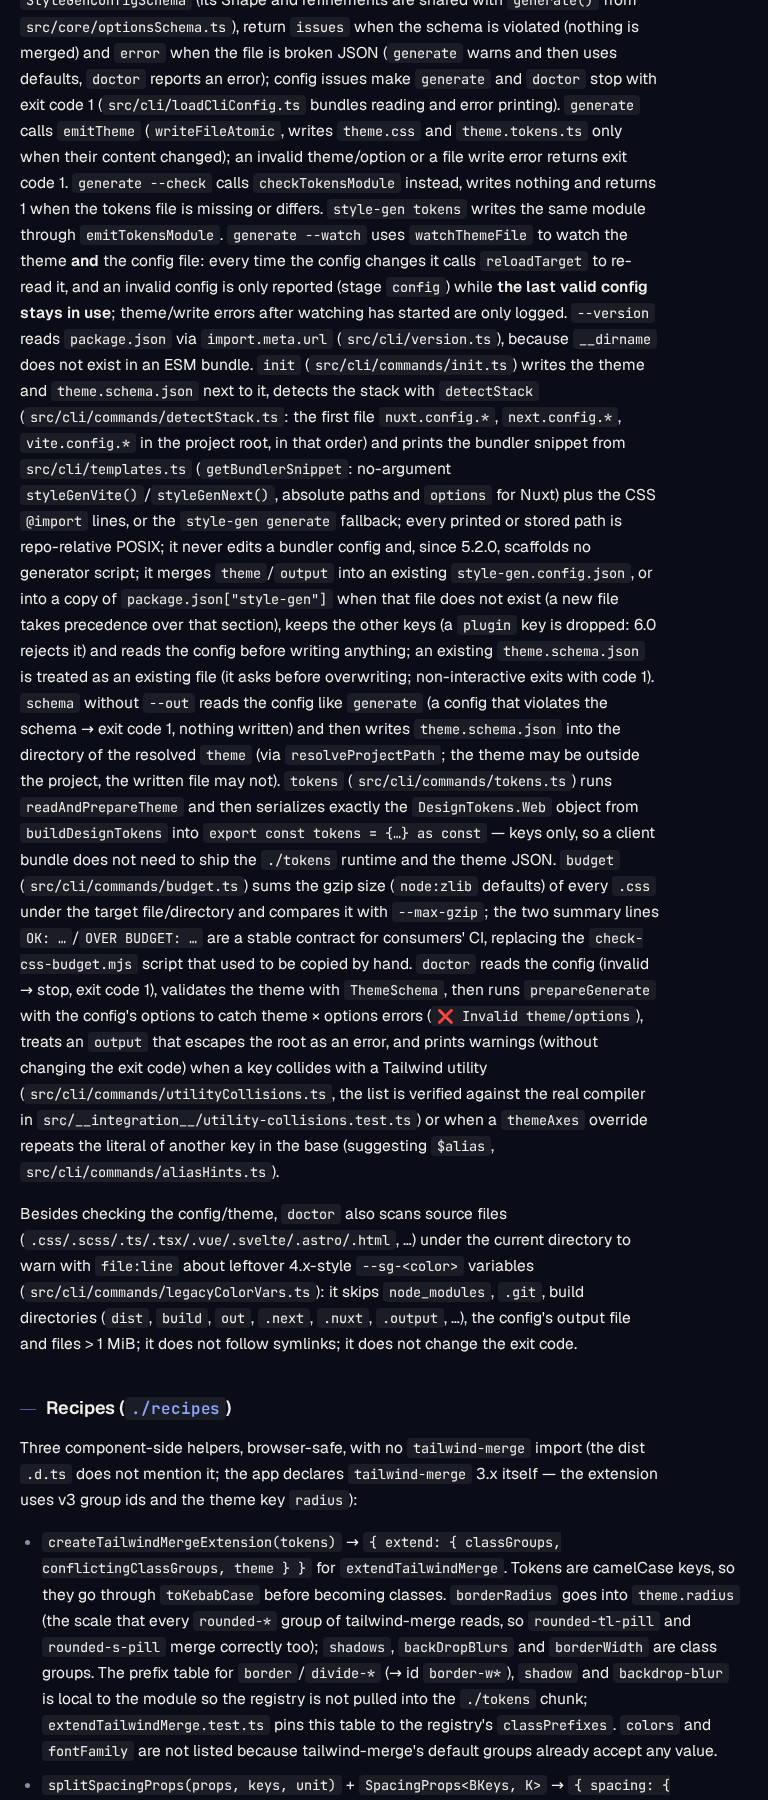 StyleGenConfigSchema (its Shape and refinements are shared with generate() from
src/core/optionsSchema.ts), return issues when the schema is violated (nothing is
merged) and error when the file is broken JSON (generate warns and then uses
defaults, doctor reports an error); config issues make generate and doctor stop with
exit code 1 (src/cli/loadCliConfig.ts bundles reading and error printing). generate
calls emitTheme (writeFileAtomic, writes theme.css and theme.tokens.ts only
when their content changed); an invalid theme/option or a file write error returns exit
code 1. generate --check calls checkTokensModule instead, writes nothing and returns
1 when the tokens file is missing or differs. style-gen tokens writes the same module
through emitTokensModule. generate --watch uses watchThemeFile to watch the
theme and the config file: every time the config changes it calls reloadTarget to re-
read it, and an invalid config is only reported (stage config) while the last valid config
stays in use; theme/write errors after watching has started are only logged. --version
reads package.json via import.meta.url (src/cli/version.ts), because __dirname
does not exist in an ESM bundle. init (src/cli/commands/init.ts) writes the theme
and theme.schema.json next to it, detects the stack with detectStack
(src/cli/commands/detectStack.ts: the first file nuxt.config.*, next.config.*,
vite.config.* in the project root, in that order) and prints the bundler snippet from
src/cli/templates.ts (getBundlerSnippet: no-argument
styleGenVite()/styleGenNext(), absolute paths and options for Nuxt) plus the CSS
@import lines, or the style-gen generate fallback; every printed or stored path is
repo-relative POSIX; it never edits a bundler config and, since 5.2.0, scaffolds no
generator script; it merges theme/output into an existing style-gen.config.json, or
into a copy of package.json["style-gen"] when that file does not exist (a new file
takes precedence over that section), keeps the other keys (a plugin key is dropped: 6.0
rejects it) and reads the config before writing anything; an existing theme.schema.json
is treated as an existing file (it asks before overwriting; non-interactive exits with code 1).
schema without --out reads the config like generate (a config that violates the
schema → exit code 1, nothing written) and then writes theme.schema.json into the
directory of the resolved theme (via resolveProjectPath; the theme may be outside
the project, the written file may not). tokens (src/cli/commands/tokens.ts) runs
readAndPrepareTheme and then serializes exactly the DesignTokens.Web object from
buildDesignTokens into export const tokens = {…} as const — keys only, so a client
bundle does not need to ship the ./tokens runtime and the theme JSON. budget
(src/cli/commands/budget.ts) sums the gzip size (node:zlib defaults) of every .css
under the target file/directory and compares it with --max-gzip; the two summary lines
OK: …/OVER BUDGET: … are a stable contract for consumers' CI, replacing the check-
css-budget.mjs script that used to be copied by hand. doctor reads the config (invalid
→ stop, exit code 1), validates the theme with ThemeSchema, then runs prepareGenerate
with the config's options to catch theme × options errors (❌ Invalid theme/options),
treats an output that escapes the root as an error, and prints warnings (without
changing the exit code) when a key collides with a Tailwind utility
(src/cli/commands/utilityCollisions.ts, the list is verified against the real compiler
in src/__integration__/utility-collisions.test.ts) or when a themeAxes override
repeats the literal of another key in the base (suggesting $alias,
src/cli/commands/aliasHints.ts).
Besides checking the config/theme, doctor also scans source files
(.css/.scss/.ts/.tsx/.vue/.svelte/.astro/.html, …) under the current directory to
warn with file:line about leftover 4.x-style --sg-<color> variables
(src/cli/commands/legacyColorVars.ts): it skips node_modules, .git, build
directories (dist, build, out, .next, .nuxt, .output, …), the config's output file
and files > 1 MiB; it does not follow symlinks; it does not change the exit code.
— Recipes (./recipes)
Three component-side helpers, browser-safe, with no tailwind-merge import (the dist
.d.ts does not mention it; the app declares tailwind-merge 3.x itself — the extension
uses v3 group ids and the theme key radius):
• createTailwindMergeExtension(tokens) → { extend: { classGroups,
conflictingClassGroups, theme } } for extendTailwindMerge. Tokens are camelCase keys, so
they go through toKebabCase before becoming classes. borderRadius goes into theme.radius
(the scale that every rounded-* group of tailwind-merge reads, so rounded-tl-pill and
rounded-s-pill merge correctly too); shadows, backDropBlurs and borderWidth are class
groups. The prefix table for border/divide-* (→ id border-w*), shadow and backdrop-blur
is local to the module so the registry is not pulled into the ./tokens chunk;
extendTailwindMerge.test.ts pins this table to the registry's classPrefixes. colors and
fontFamily are not listed because tailwind-merge's default groups already accept any value.
• splitSpacingProps(props, keys, unit) + SpacingProps<BKeys, K> → { spacing: {